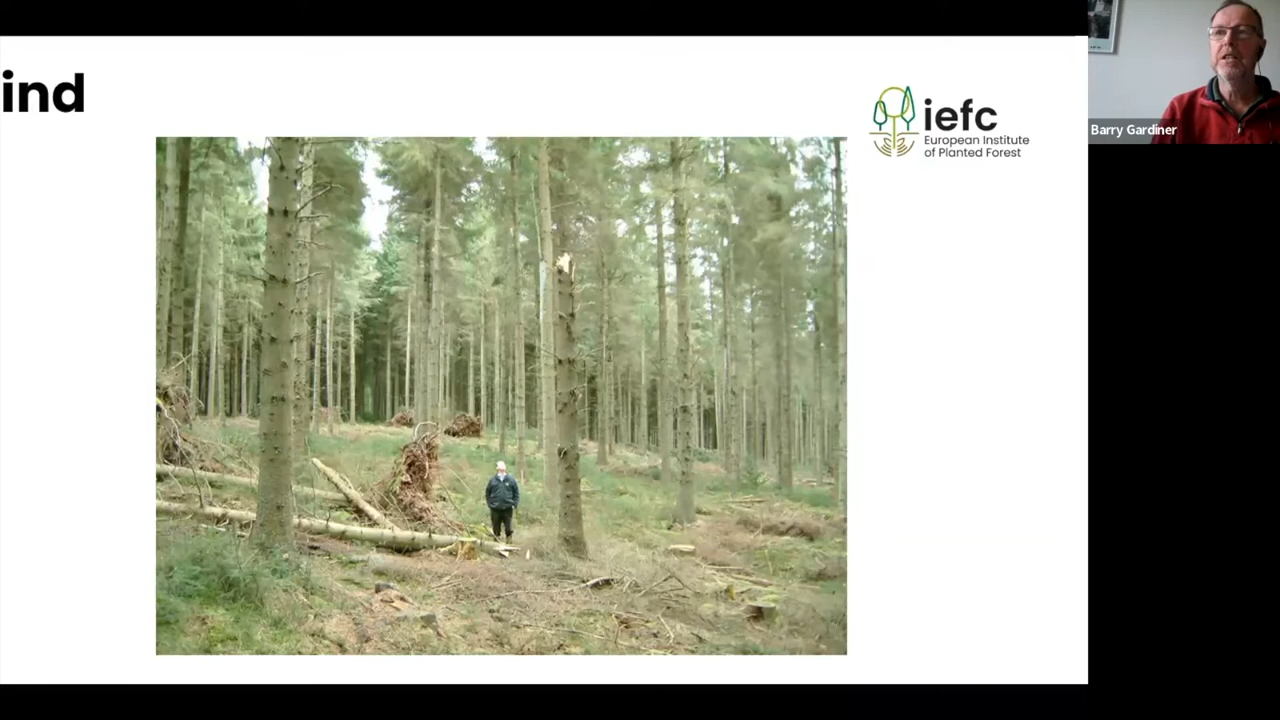 ind
iefc
European Institute
of Planted Forest
Barry Gardiner